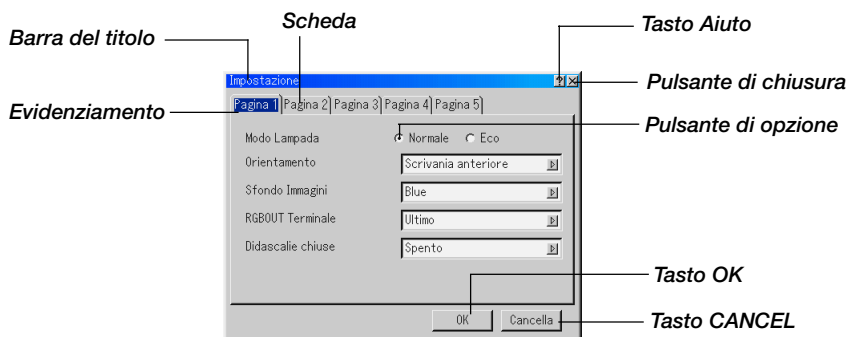 Scheda
Tasto Aiuto
Barra del titolo
Impostazione
Pulsante di chiusura
Evidenziamento
Pagina 1 Pagina 2 Pagina 3 Pagina 4 Pagina 5
Pulsante di opzione
Modo Lampada Normale Eco
Orientamento Scrivania anteriore
Sfondo Immagini Blue
RGBOUT Terminale Ultimo
Didascalie chiuse Spento
Tasto OK
OK Cancella
Tasto CANCEL